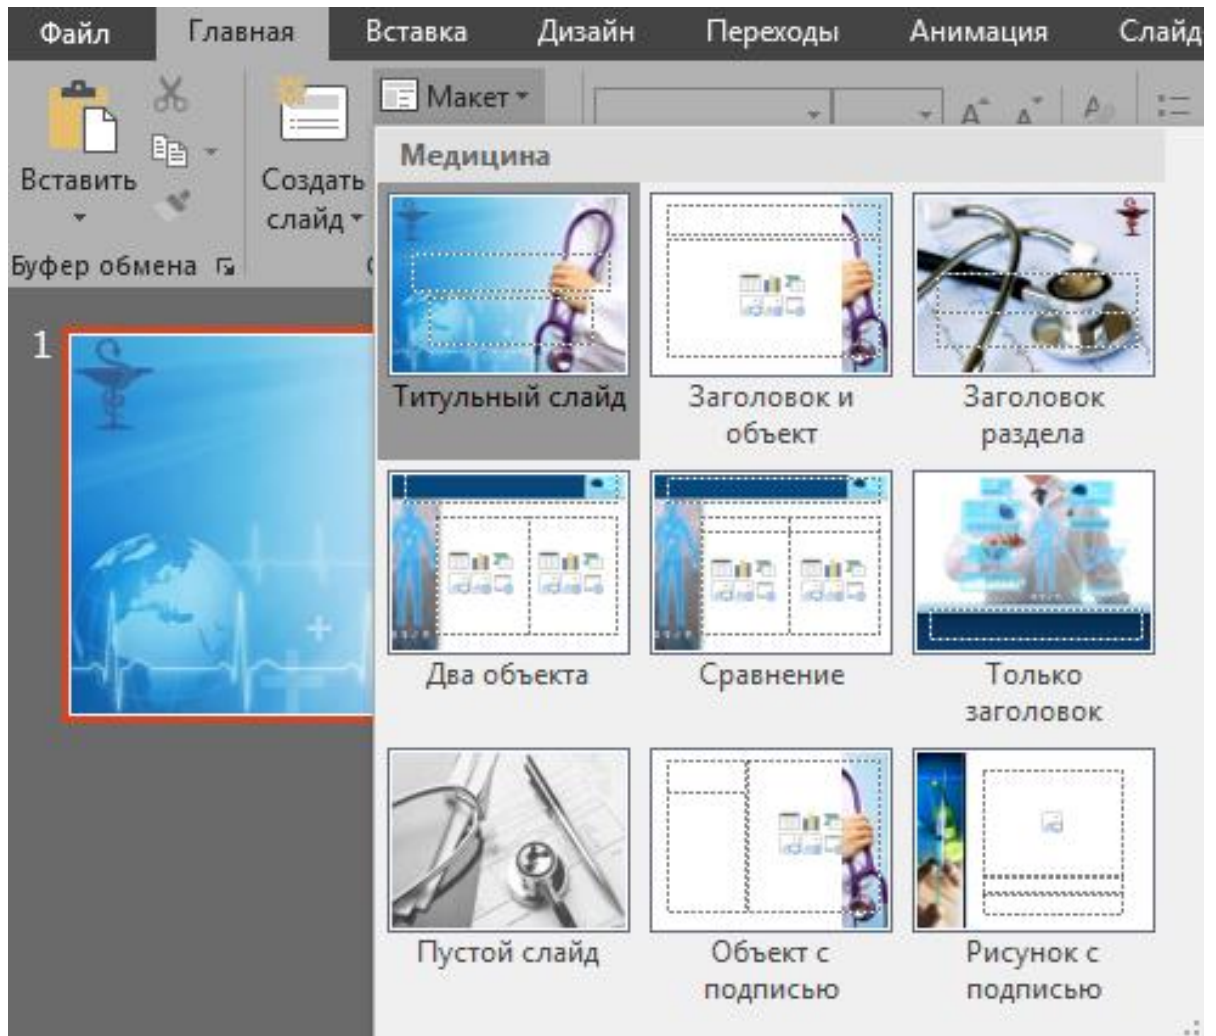 Файл Главная Вставка Дизайн Переходы Анимация Слайд
Макет
Вставить
Создать
слайд
Буфер обмена
Медицина
1
Титульный слайд
Заголовок и
объект
Заголовок
раздела
Два объекта
Сравнение
Только
заголовок
Пустой слайд
Объект с
подписью
Рисунок с
подписью